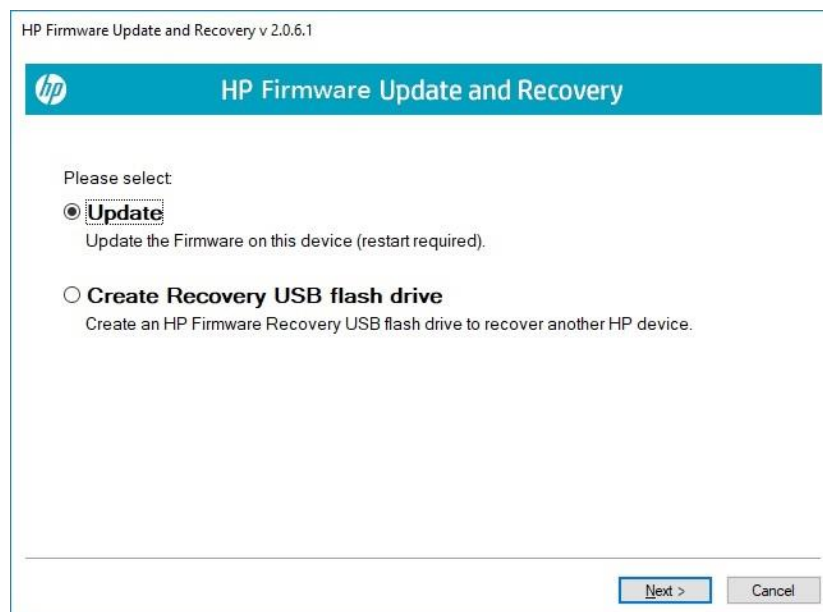 HP Firmware Update and Recovery v 2.0.6.1
hp
HP Firmware Update and Recovery
Please select:
Update
Update the Firmware on this device (restart required).
Create Recovery USB flash drive
Create an HP Firmware Recovery USB flash drive to recover another HP device.
Next >
Cancel